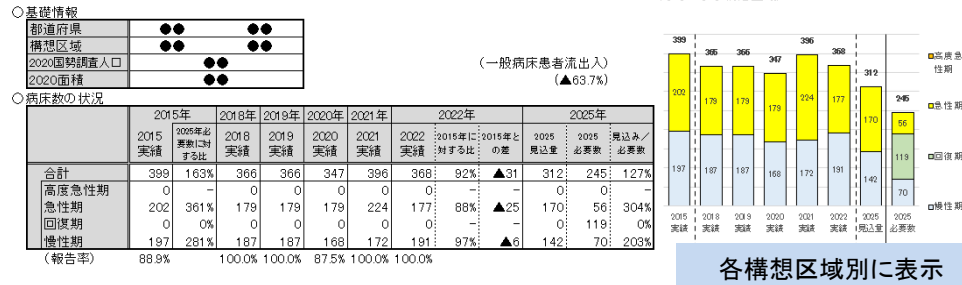 ○基礎情報
都道府県 ●● ●●
構想区域 ●● ●●
2020国勢調査人口 ●●
2020面積 ●●
(一般病床患者流出入)
(▲63.7%)
○病床数の状況
2015年 2018年 2019年 2020年 2021年 2022年 2025年
2015実績 2025年必要数に対する比 2018実績 2019実績 2020実績 2021実績 2022実績 2015年に対する比 2015年との差 2025見込量 2025必要数 見込み/必要数
合計 399 163% 366 366 347 396 368 92% ▲31 312 245 127%
高度急性期 0 - 0 0 0 0 0 - - 0 0 -
急性期 202 361% 179 179 179 224 177 88% ▲25 170 56 304%
回復期 0 0% 0 0 0 0 0 - - 0 119 0%
慢性期 197 281% 187 187 168 172 191 97% ▲6 142 70 203%
(報告率) 88.9% 100.0% 100.0% 87.5% 100.0% 100.0%
399 366 366 347 396 368 312 245
202 179 179 179 224 177 170 56
119
197 187 187 168 172 191 142 70
2015実績 2018実績 2019実績 2020実績 2021実績 2022実績 2025見込量 2025必要数
高度急性期
急性期
回復期
慢性期
各構想区域別に表示